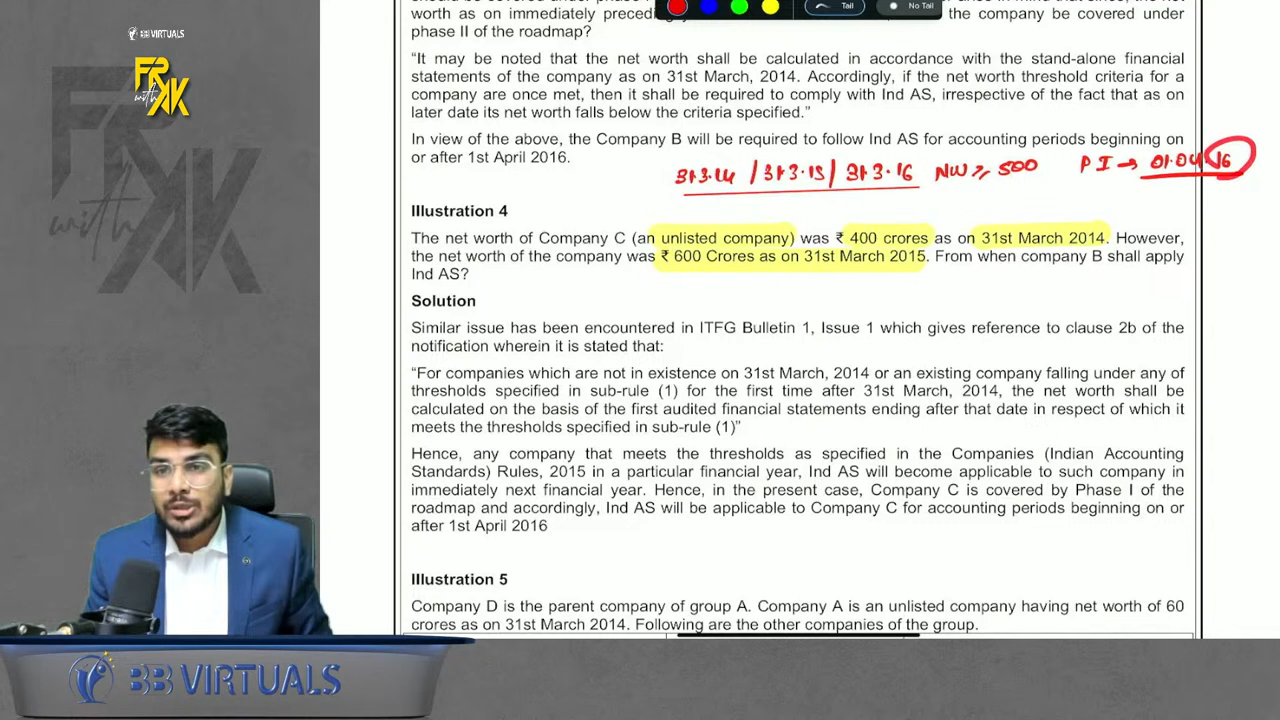 Tail
No Tail
worth as on immediately the company be covered under
phase II of the roadmap?
BB VIRTUALS
FR
with
AK
“It may be noted that the net worth shall be calculated in accordance with the stand-alone financial
statements of the company as on 31st March, 2014. Accordingly, if the net worth threshold criteria for a
company are once met, then it shall be required to comply with Ind AS, irrespective of the fact that as on
later date its net worth falls below the criteria specified.”
In view of the above, the Company B will be required to follow Ind AS for accounting periods beginning on
or after 1st April 2016.
31.3.14 / 31.3.15 / 31.3.16 NW ≥ 500 P I → 01.04.16
Illustration 4
The net worth of Company C (an unlisted company) was ₹ 400 crores as on 31st March 2014. However,
the net worth of the company was ₹ 600 Crores as on 31st March 2015. From when company B shall apply
Ind AS?
Solution
Similar issue has been encountered in ITFG Bulletin 1, Issue 1 which gives reference to clause 2b of the
notification wherein it is stated that:
“For companies which are not in existence on 31st March, 2014 or an existing company falling under any of
thresholds specified in sub-rule (1) for the first time after 31st March, 2014, the net worth shall be
calculated on the basis of the first audited financial statements ending after that date in respect of which it
meets the thresholds specified in sub-rule (1)”
Hence, any company that meets the thresholds as specified in the Companies (Indian Accounting
Standards) Rules, 2015 in a particular financial year, Ind AS will become applicable to such company in
immediately next financial year. Hence, in the present case, Company C is covered by Phase I of the
roadmap and accordingly, Ind AS will be applicable to Company C for accounting periods beginning on or
after 1st April 2016
Illustration 5
Company D is the parent company of group A. Company A is an unlisted company having net worth of 60
crores as on 31st March 2014. Following are the other companies of the group.
BB VIRTUALS